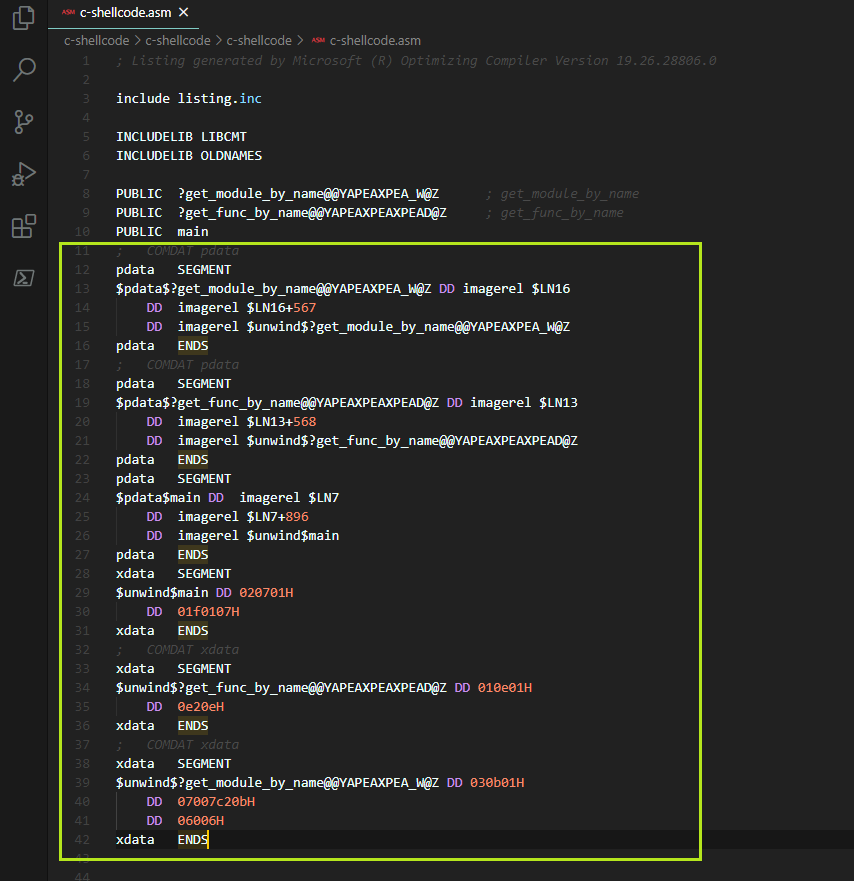 ASM c-shellcode.asm ×
c-shellcode > c-shellcode > c-shellcode > ASM c-shellcode.asm
1 ; Listing generated by Microsoft (R) Optimizing Compiler Version 19.26.28806.0
2
3 include listing.inc
4
5 INCLUDELIB LIBCMT
6 INCLUDELIB OLDNAMES
7
8 PUBLIC ?get_module_by_name@@YAPEAXPEA_W@Z ; get_module_by_name
9 PUBLIC ?get_func_by_name@@YAPEAXPEAXPEAD@Z ; get_func_by_name
10 PUBLIC main
11 ; COMDAT pdata
12 pdata SEGMENT
13 $pdata$?get_module_by_name@@YAPEAXPEA_W@Z DD imagerel $LN16
14 DD imagerel $LN16+567
15 DD imagerel $unwind$?get_module_by_name@@YAPEAXPEA_W@Z
16 pdata ENDS
17 ; COMDAT pdata
18 pdata SEGMENT
19 $pdata$?get_func_by_name@@YAPEAXPEAXPEAD@Z DD imagerel $LN13
20 DD imagerel $LN13+568
21 DD imagerel $unwind$?get_func_by_name@@YAPEAXPEAXPEAD@Z
22 pdata ENDS
23 pdata SEGMENT
24 $pdata$main DD imagerel $LN7
25 DD imagerel $LN7+896
26 DD imagerel $unwind$main
27 pdata ENDS
28 xdata SEGMENT
29 $unwind$main DD 020701H
30 DD 01f0107H
31 xdata ENDS
32 ; COMDAT xdata
33 xdata SEGMENT
34 $unwind$?get_func_by_name@@YAPEAXPEAXPEAD@Z DD 010e01H
35 DD 0e20eH
36 xdata ENDS
37 ; COMDAT xdata
38 xdata SEGMENT
39 $unwind$?get_module_by_name@@YAPEAXPEA_W@Z DD 030b01H
40 DD 07007c20bH
41 DD 06006H
42 xdata ENDS
43
44